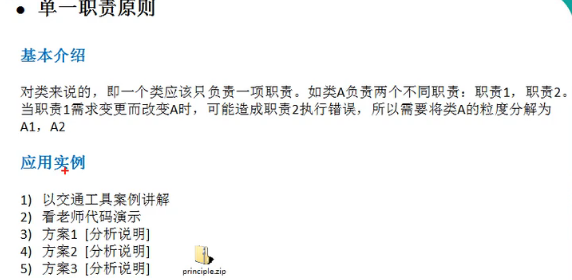 ● 单一职责原则
基本介绍
对类来说的，即一个类应该只负责一项职责。如类A负责两个不同职责：职责1，职责2。
当职责1需求变更而改变A时，可能造成职责2执行错误，所以需要将类A的粒度分解为
A1，A2
应用实例
1) 以交通工具案例讲解
2) 看老师代码演示
3) 方案1 [分析说明]
4) 方案2 [分析说明]
5) 方案3 [分析说明]
principle.zip